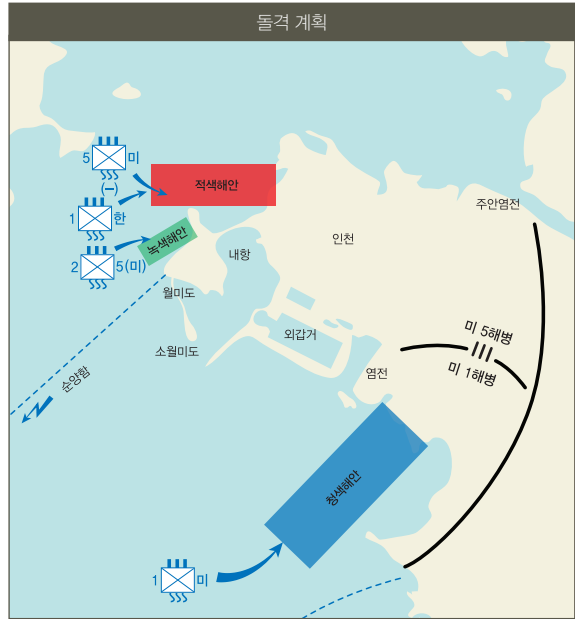 돌격 계획
5 미
(-)
적색해안
1 한
녹색해안
2 5(미)
내항
인천
주안염전
월미도
소월미도
외갑거
염전
미 5해병
미 1해병
순양함
청색해안
1 미